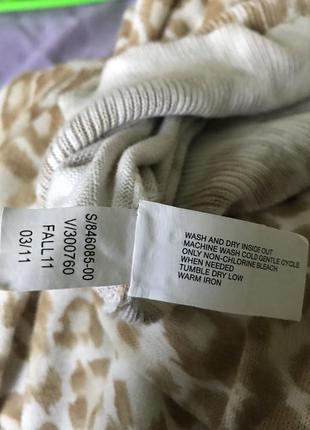 S/846085-00
V/300760
FALL11
03/11
WASH AND DRY INSIDE OUT
MACHINE WASH COLD GENTLE CYCLE
ONLY NON-CHLORINE BLEACH
WHEN NEEDED
TUMBLE DRY LOW
WARM IRON